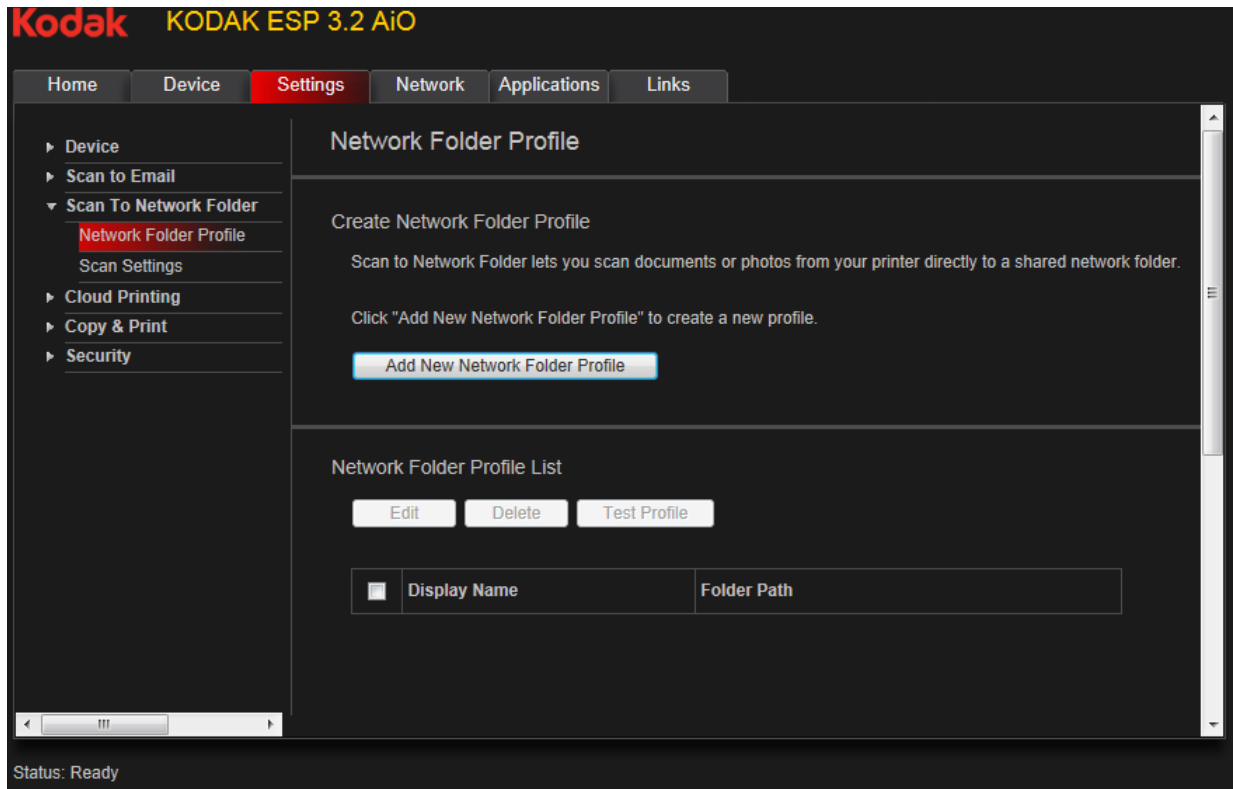 Kodak KODAK ESP 3.2 AiO
Home Device Settings Network Applications Links
Device
Scan to Email
Scan To Network Folder
Network Folder Profile
Scan Settings
Cloud Printing
Copy & Print
Security
Network Folder Profile
Create Network Folder Profile
Scan to Network Folder lets you scan documents or photos from your printer directly to a shared network folder.
Click "Add New Network Folder Profile" to create a new profile.
Add New Network Folder Profile
Network Folder Profile List
Edit Delete Test Profile
Display Name Folder Path
Status: Ready